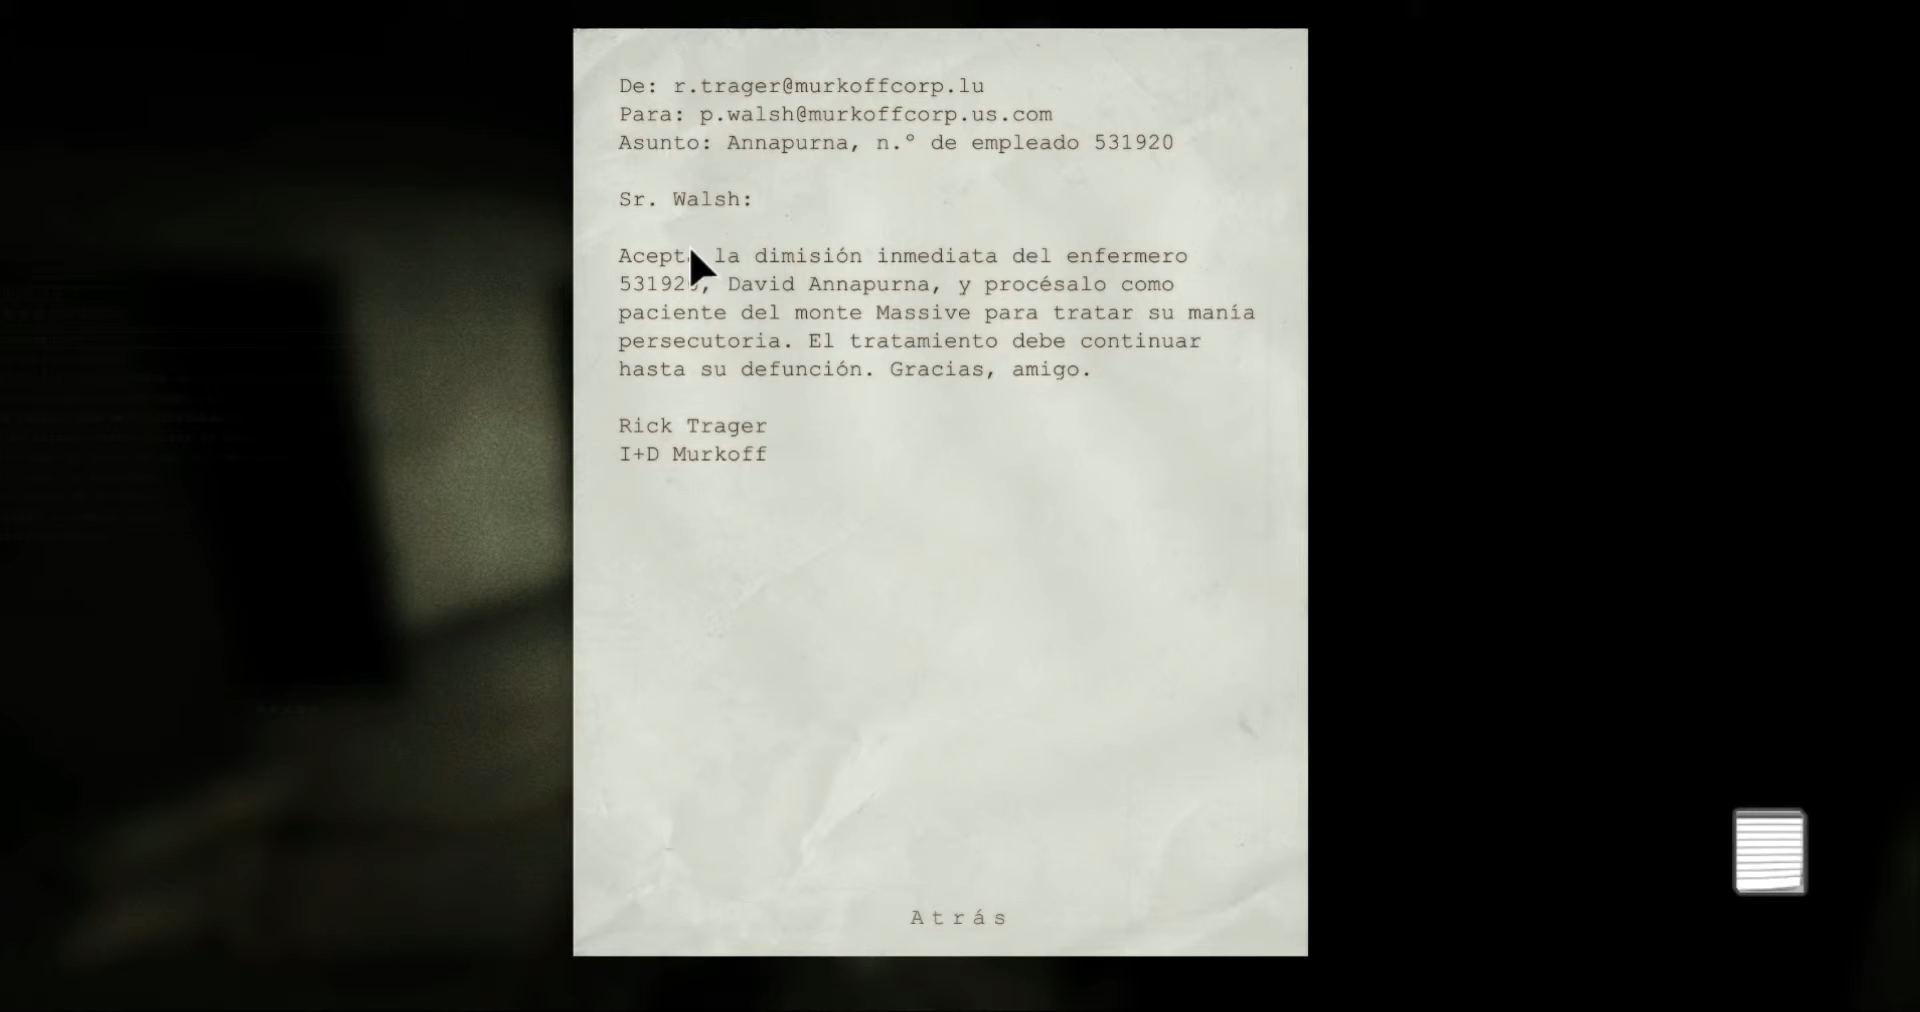 De: r.trager@murkoffcorp.lu
Para: p.walsh@murkoffcorp.us.com
Asunto: Annapurna, n.º de empleado 531920
Sr. Walsh:
la dimisión inmediata del enfermero
David Annapurna, y procésalo como
paciente del monte Massive para tratar su manía
persecutoria. El tratamiento debe continuar
hasta su defunción. Gracias, amigo.
Rick Trager
I+D Murkoff
Atrás